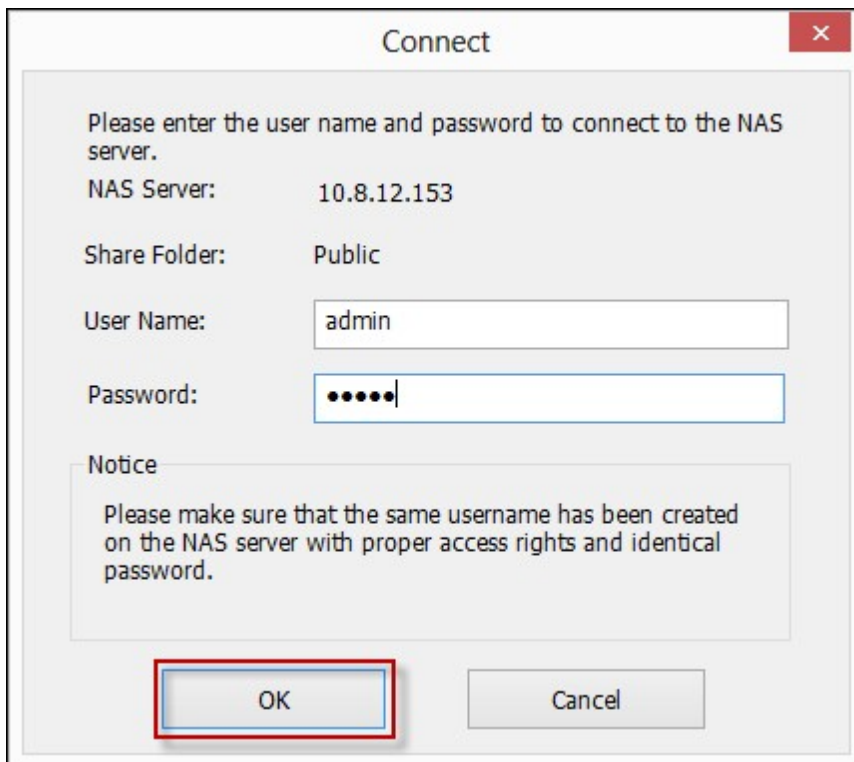 Connect
Please enter the user name and password to connect to the NAS
server.
NAS Server: 10.8.12.153
Share Folder: Public
User Name: admin
Password: •••••
Notice
Please make sure that the same username has been created
on the NAS server with proper access rights and identical
password.
OK Cancel